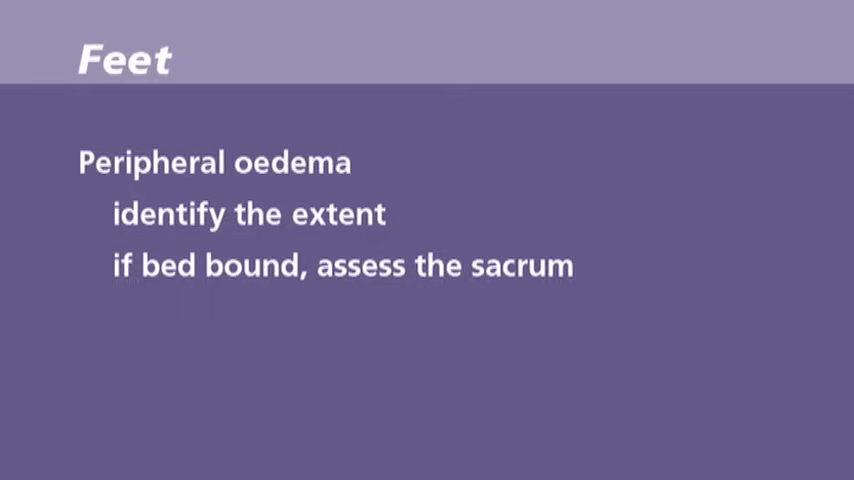 Feet
Peripheral oedema
identify the extent
if bed bound, assess the sacrum